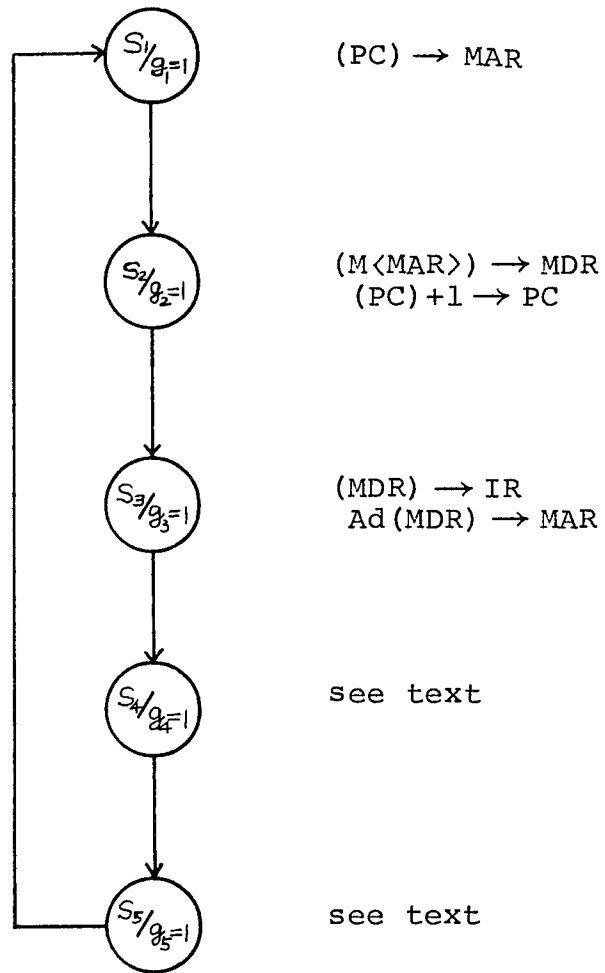 S1/g1=1
(PC) → MAR
S2/g2=1
(M<MAR>) → MDR
(PC)+1 → PC
S3/g3=1
(MDR) → IR
Ad(MDR) → MAR
S4/g4=1
see text
S5/g5=1
see text